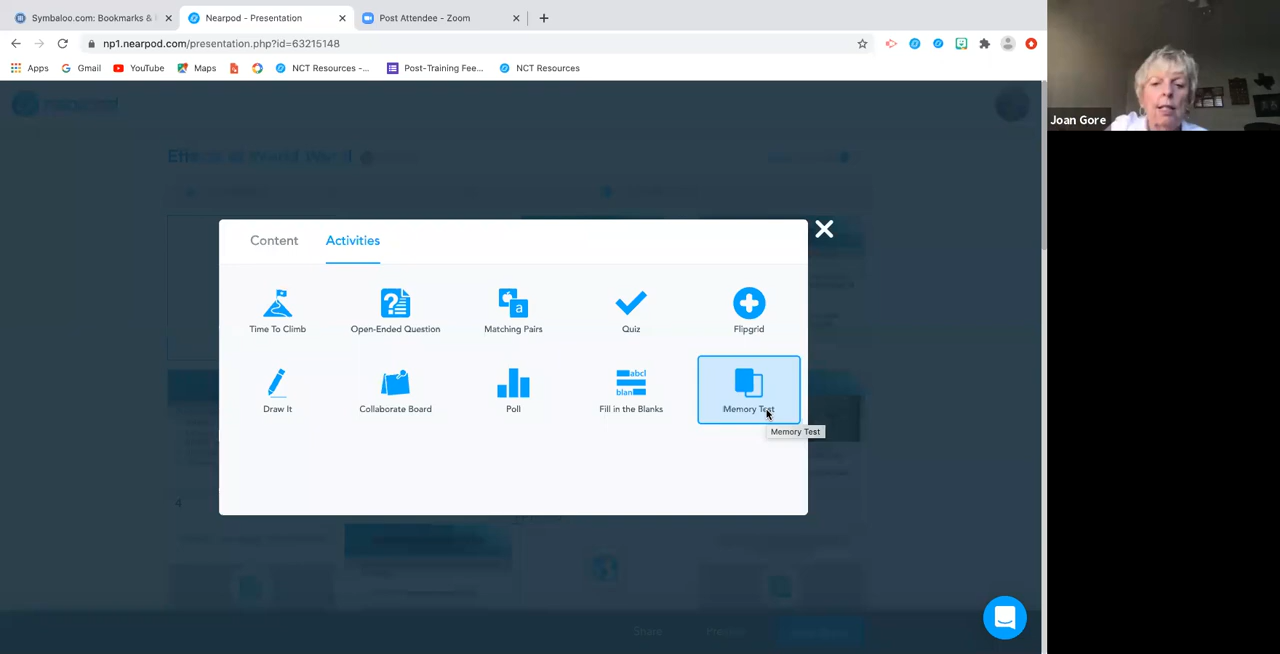 Symbaloo.com: Bookmarks &
Nearpod - Presentation
Post Attendee - Zoom
np1.nearpod.com/presentation.php?id=63215148
Apps
Gmail
YouTube
Maps
NCT Resources -...
Post-Training Fee...
NCT Resources
Joan Gore
Content
Activities
Time To Climb
Open-Ended Question
Matching Pairs
Quiz
Flipgrid
Draw It
Collaborate Board
Poll
Fill in the Blanks
Memory Test
Memory Test
4
Share